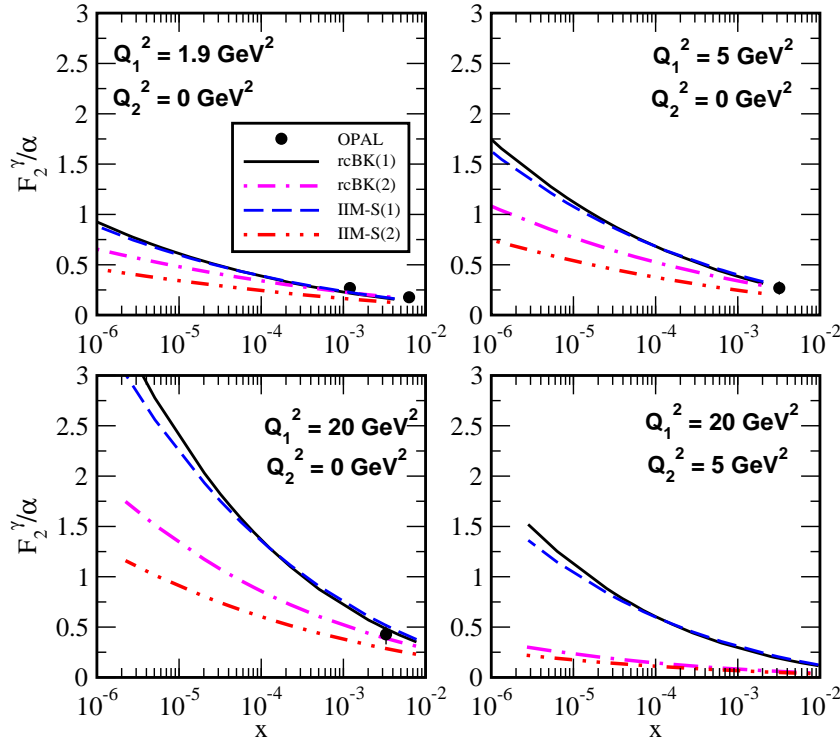 3
2.5
2
1.5
1
0.5
0
F₂^γ/α
Q₁² = 1.9 GeV²
Q₂² = 0 GeV²
OPAL
rcBK(1)
rcBK(2)
IIM-S(1)
IIM-S(2)
10⁻⁶ 10⁻⁵ 10⁻⁴ 10⁻³ 10⁻²
3
2.5
2
1.5
1
0.5
0
Q₁² = 5 GeV²
Q₂² = 0 GeV²
10⁻⁶ 10⁻⁵ 10⁻⁴ 10⁻³ 10⁻²
3
2.5
2
1.5
1
0.5
0
F₂^γ/α
Q₁² = 20 GeV²
Q₂² = 0 GeV²
10⁻⁶ 10⁻⁵ 10⁻⁴ 10⁻³ 10⁻²
x
3
2.5
2
1.5
1
0.5
0
Q₁² = 20 GeV²
Q₂² = 5 GeV²
10⁻⁶ 10⁻⁵ 10⁻⁴ 10⁻³ 10⁻²
x